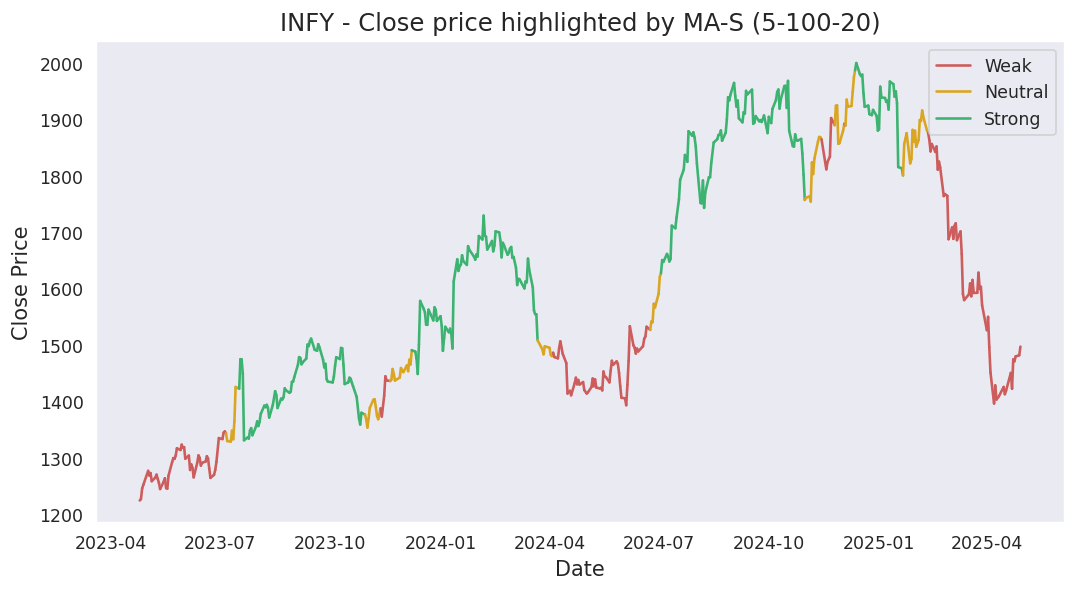 INFY - Close price highlighted by MA-S (5-100-20)
Weak
Neutral
Strong
Close Price
2000
1900
1800
1700
1600
1500
1400
1300
1200
2023-04 2023-07 2023-10 2024-01 2024-04 2024-07 2024-10 2025-01 2025-04
Date